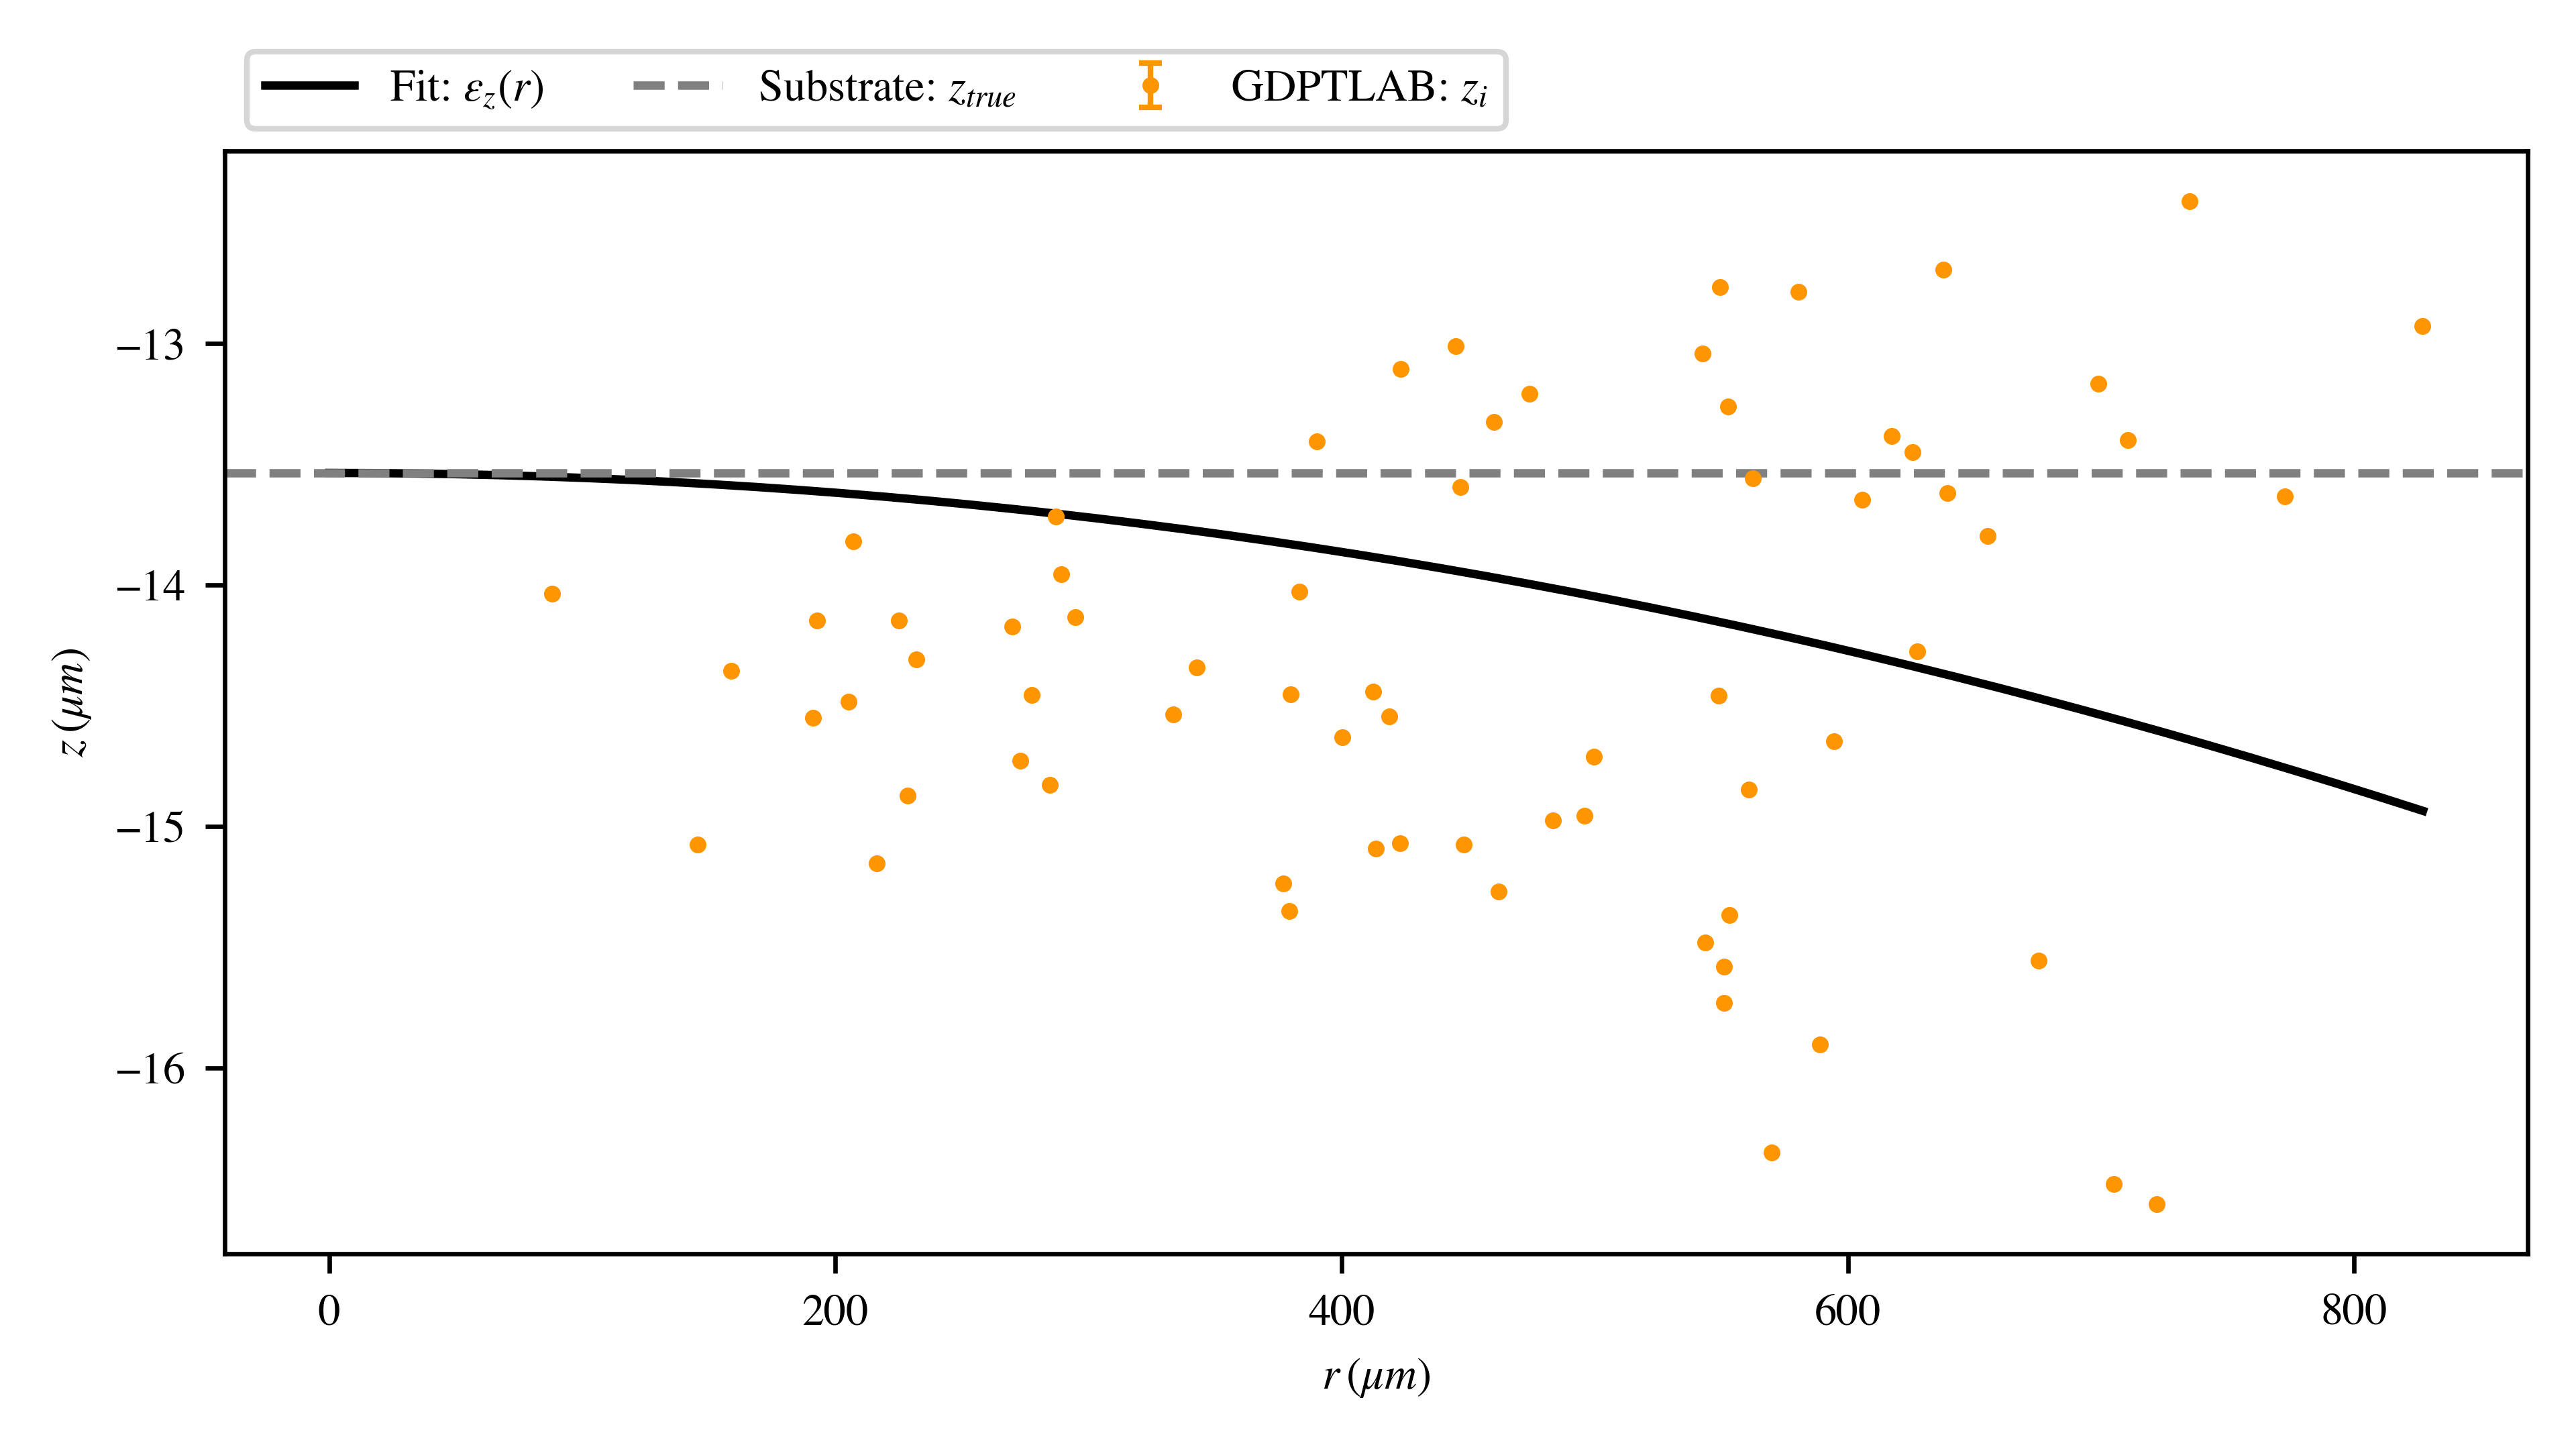 Fit: εz(r) Substrate: ztrue GDPTLAB: zi
−13
−14
−15
−16
z (μm)
0 200 400 600 800
r (μm)